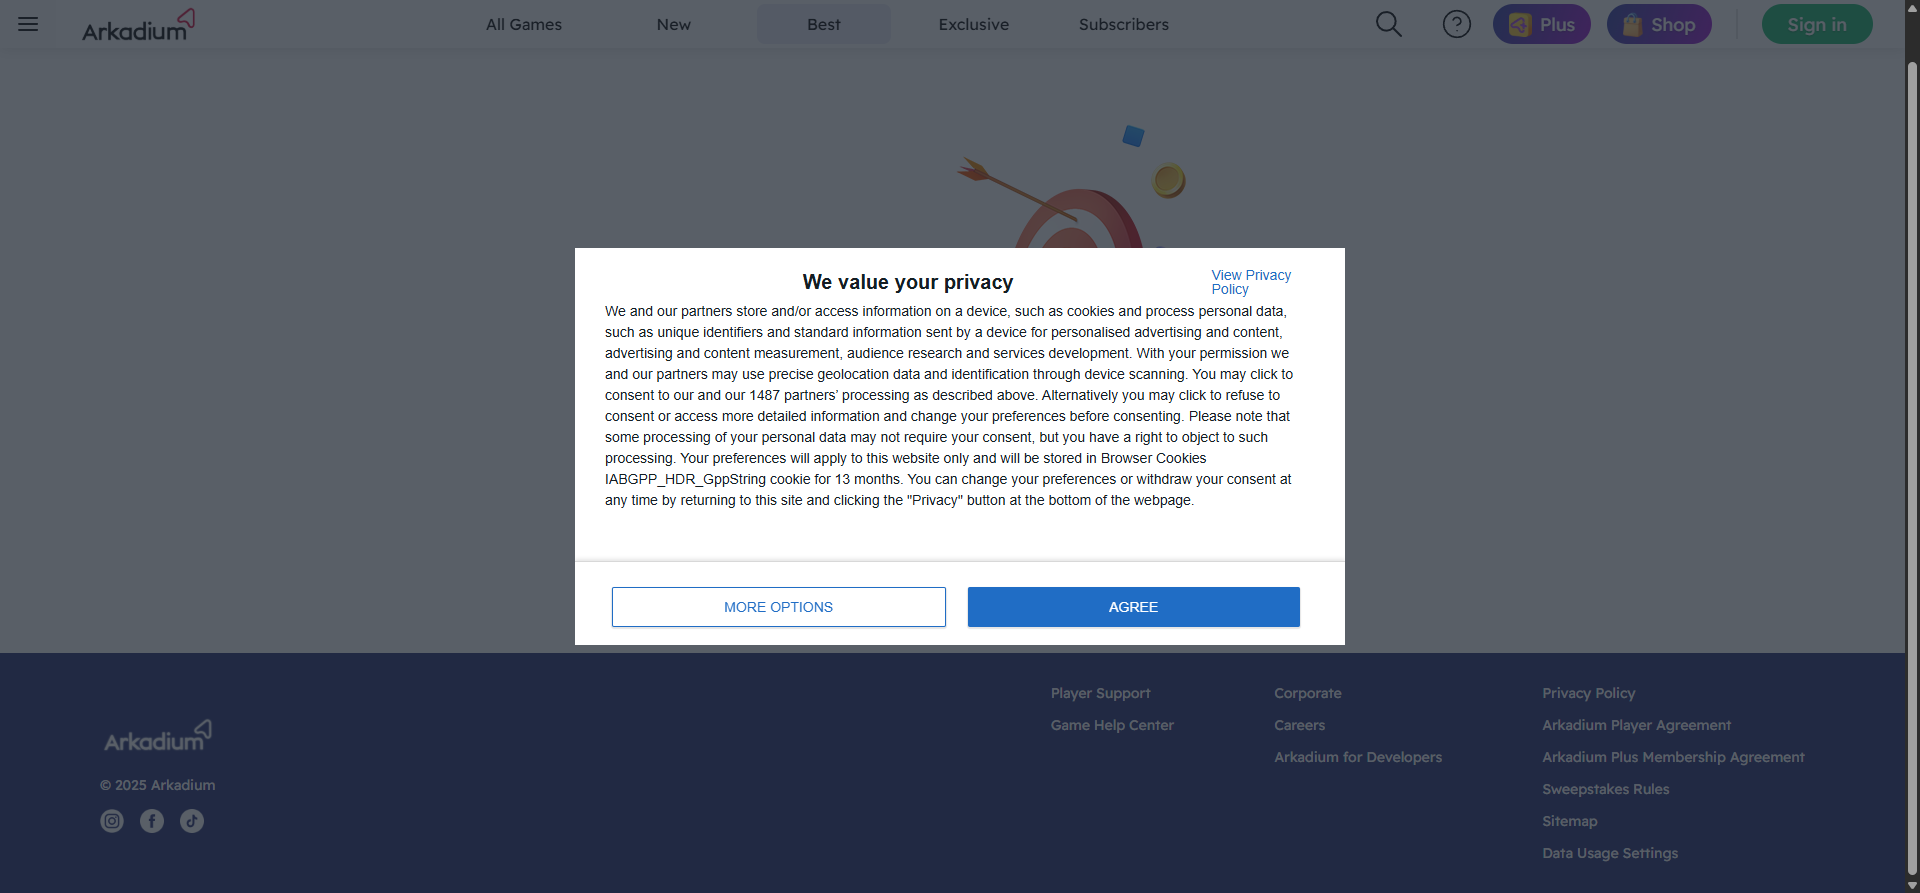 Arkadium
All Games
New
Best
Exclusive
Subscribers
?
Plus
Shop
Sign in
We value your privacy
View Privacy
Policy
We and our partners store and/or access information on a device, such as cookies and process personal data,
such as unique identifiers and standard information sent by a device for personalised advertising and content,
advertising and content measurement, audience research and services development. With your permission we
and our partners may use precise geolocation data and identification through device scanning. You may click to
consent to our and our 1487 partners’ processing as described above. Alternatively you may click to refuse to
consent or access more detailed information and change your preferences before consenting. Please note that
some processing of your personal data may not require your consent, but you have a right to object to such
processing. Your preferences will apply to this website only and will be stored in Browser Cookies
IABGPP_HDR_GppString cookie for 13 months. You can change your preferences or withdraw your consent at
any time by returning to this site and clicking the "Privacy" button at the bottom of the webpage.
MORE OPTIONS
AGREE
Arkadium
© 2025 Arkadium
Player Support
Game Help Center
Corporate
Careers
Arkadium for Developers
Privacy Policy
Arkadium Player Agreement
Arkadium Plus Membership Agreement
Sweepstakes Rules
Sitemap
Data Usage Settings